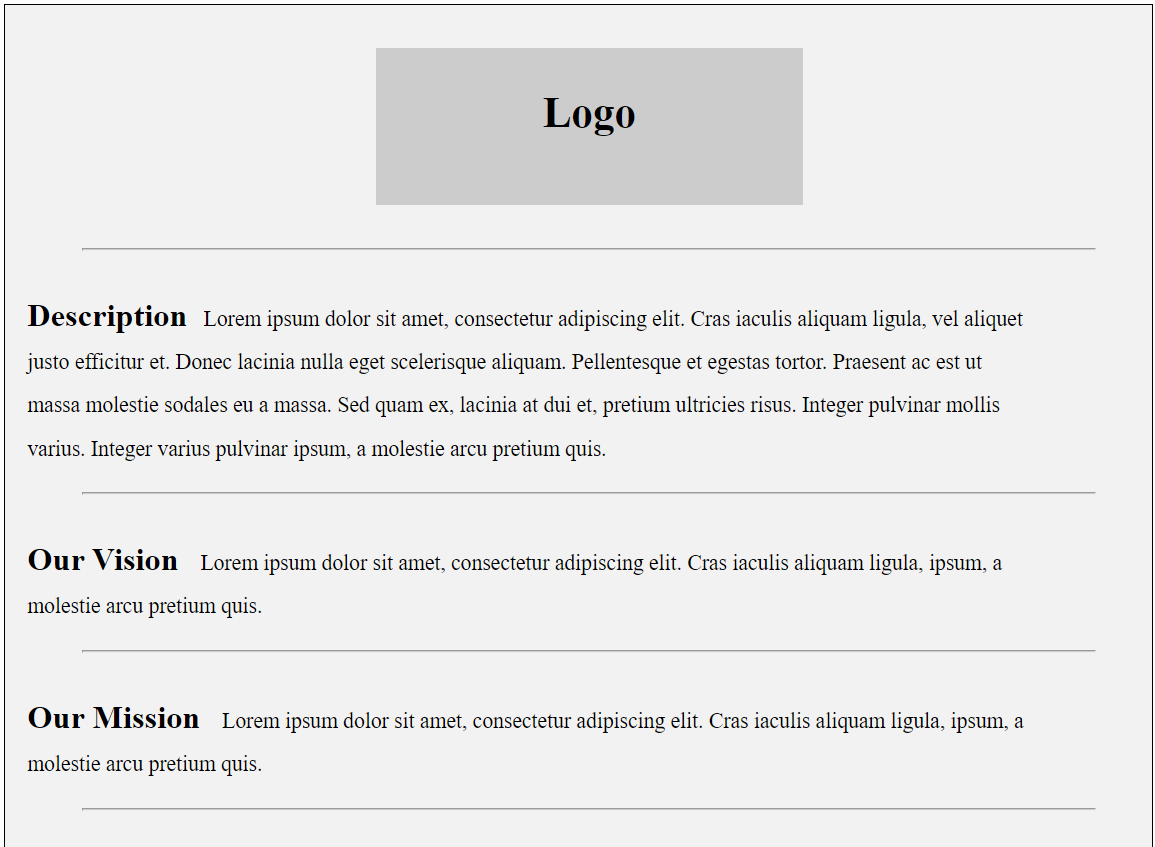 Logo
Description Lorem ipsum dolor sit amet, consectetur adipiscing elit. Cras iaculis aliquam ligula, vel aliquet
justo efficitur et. Donec lacinia nulla eget scelerisque aliquam. Pellentesque et egestas tortor. Praesent ac est ut
massa molestie sodales eu a massa. Sed quam ex, lacinia at dui et, pretium ultricies risus. Integer pulvinar mollis
varius. Integer varius pulvinar ipsum, a molestie arcu pretium quis.
Our Vision Lorem ipsum dolor sit amet, consectetur adipiscing elit. Cras iaculis aliquam ligula, ipsum, a
molestie arcu pretium quis.
Our Mission Lorem ipsum dolor sit amet, consectetur adipiscing elit. Cras iaculis aliquam ligula, ipsum, a
molestie arcu pretium quis.